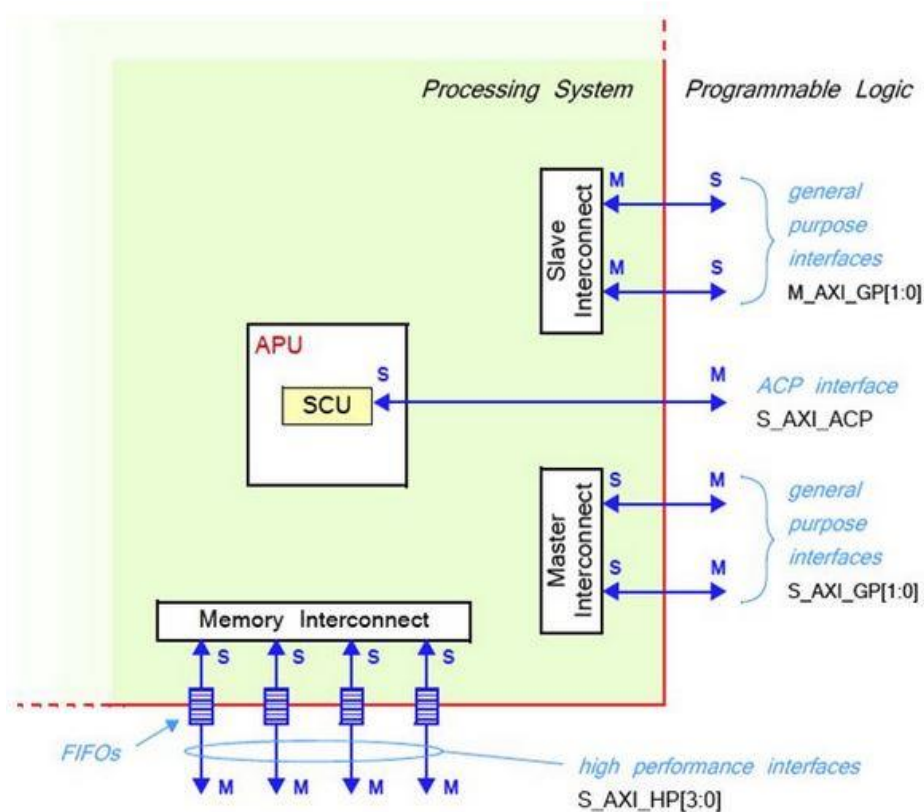 Processing System
Programmable Logic
Slave
Interconnect
M
S
M
S
general
purpose
interfaces
M_AXI_GP[1:0]
APU
SCU
S
M
ACP interface
S_AXI_ACP
Master
Interconnect
S
M
S
M
general
purpose
interfaces
S_AXI_GP[1:0]
Memory Interconnect
S
S
S
S
FIFOs
M
M
M
M
high performance interfaces
S_AXI_HP[3:0]